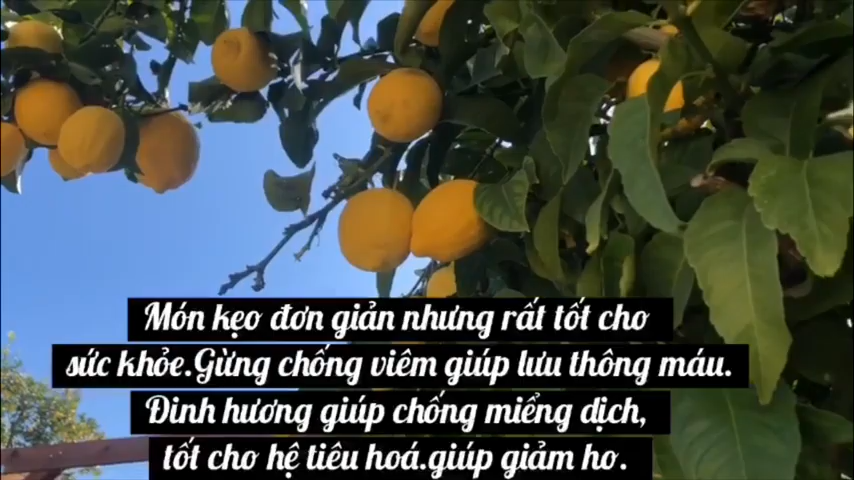 Món kẹo đơn giản nhưng rất tốt cho
sức khỏe.Gừng chống viêm giúp lưu thông máu.
Đinh hương giúp chống miểng dịch,
tốt cho hệ tiêu hoá.giúp giảm ho.